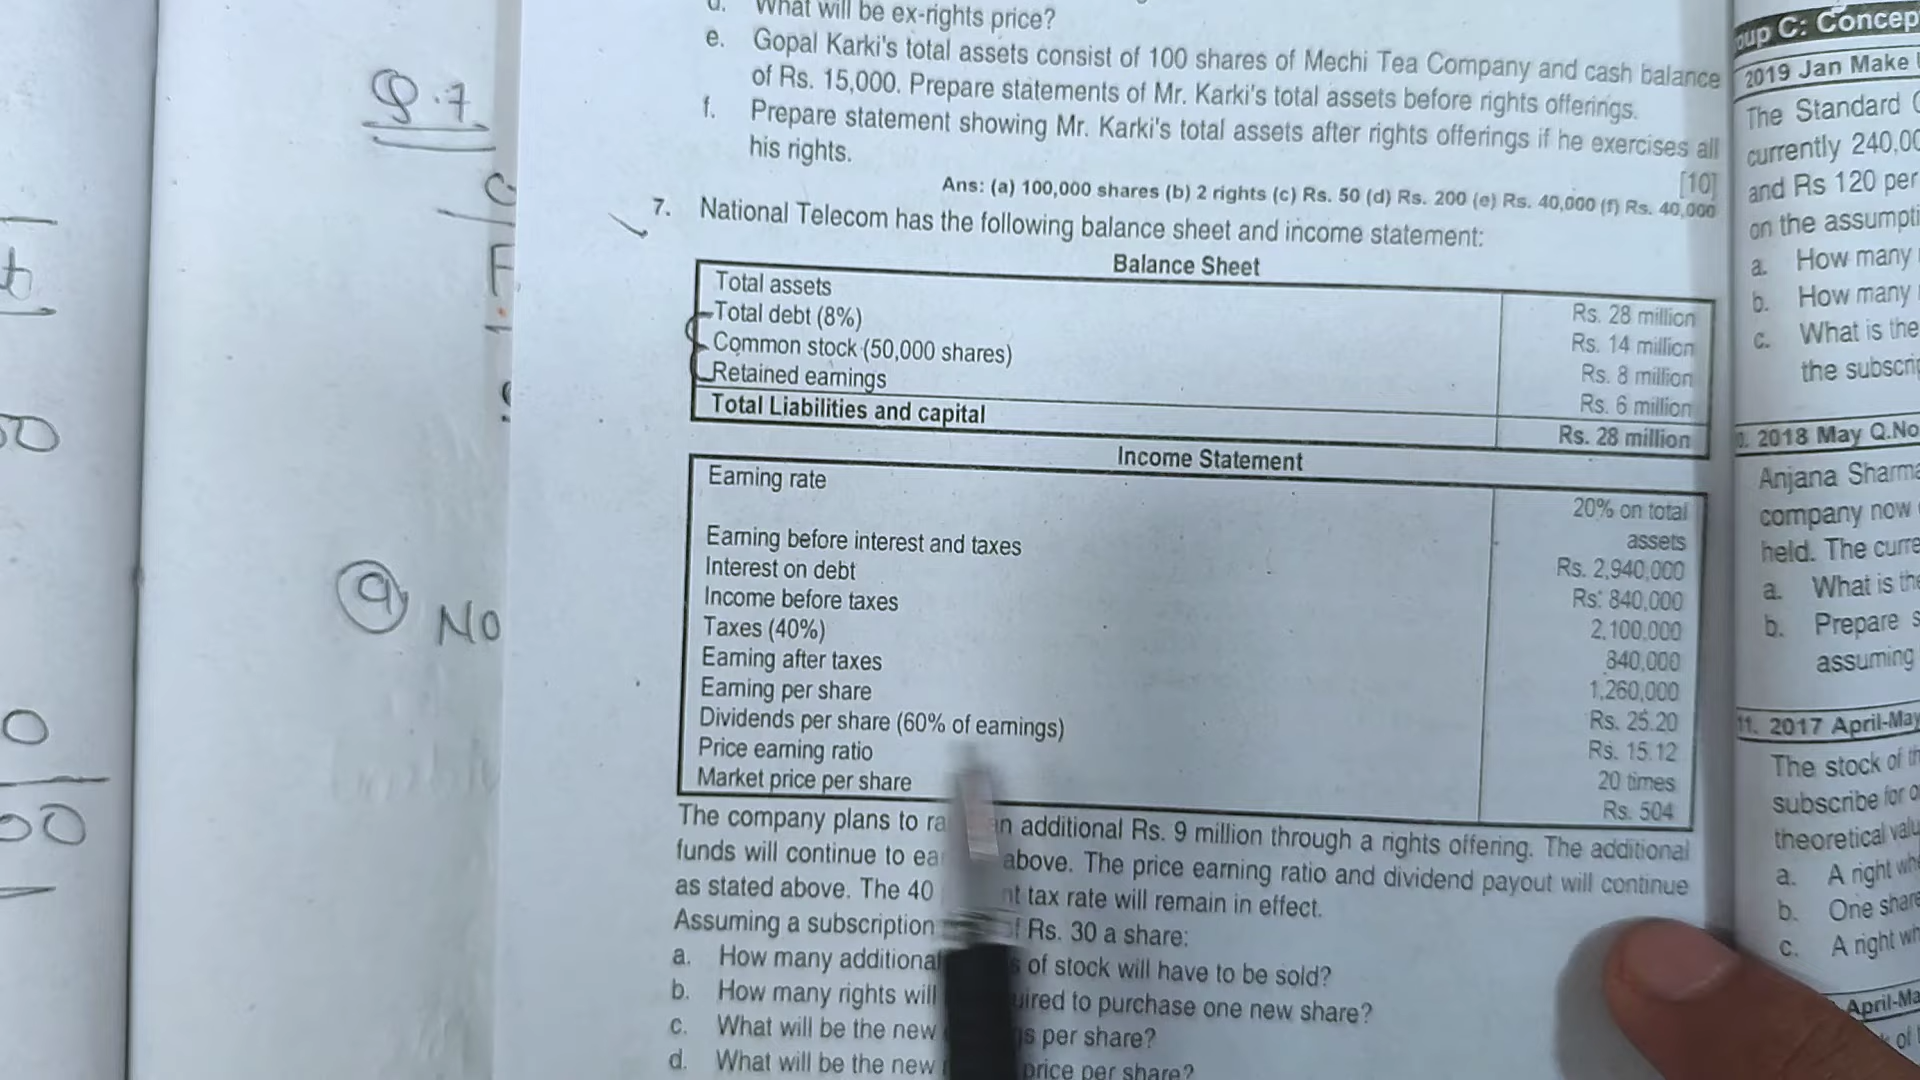 Q.7
a NO
What will be ex-rights price?
e. Gopal Karki's total assets consist of 100 shares of Mechi Tea Company and cash balance
of Rs. 15,000. Prepare statements of Mr. Karki's total assets before rights offerings.
f. Prepare statement showing Mr. Karki's total assets after rights offerings if he exercises all
his rights.
[10]
Ans: (a) 100,000 shares (b) 2 rights (c) Rs. 50 (d) Rs. 200 (e) Rs. 40,000 (f) Rs. 40,000
7. National Telecom has the following balance sheet and income statement:
Balance Sheet
Total assets Rs. 28 million
Total debt (8%) Rs. 14 million
Common stock (50,000 shares) Rs. 8 million
Retained earnings Rs. 6 million
Total Liabilities and capital Rs. 28 million
Income Statement
Earning rate 20% on total
assets
Earning before interest and taxes Rs. 2,940,000
Interest on debt Rs. 840,000
Income before taxes 2,100,000
Taxes (40%) 840,000
Earning after taxes 1,260,000
Earning per share Rs. 25.20
Dividends per share (60% of earnings) Rs. 15.12
Price earning ratio 20 times
Market price per share Rs. 504
The company plans to an additional Rs. 9 million through a rights offering. The additional
funds will continue to above. The price earning ratio and dividend payout will continue
as stated above. The 40 tax rate will remain in effect.
Assuming a subscription Rs. 30 a share:
a. How many additional of stock will have to be sold?
b. How many rights will to purchase one new share?
c. What will be the new per share?
d. What will be the new price per share?
Group C: Concep
2019 Jan Make
The Standard
currently 240,00
and Rs 120 per
on the assumpti
a. How many
b. How many
c. What is the
the subscri
2018 May Q.No
Anjana Sharma
company now
held. The curre
a. What is the
b. Prepare
assuming
11. 2017 April-May
The stock of th
subscribe for o
theoretical valu
a. A right wh
b. One share
c. A right wh
April-Ma